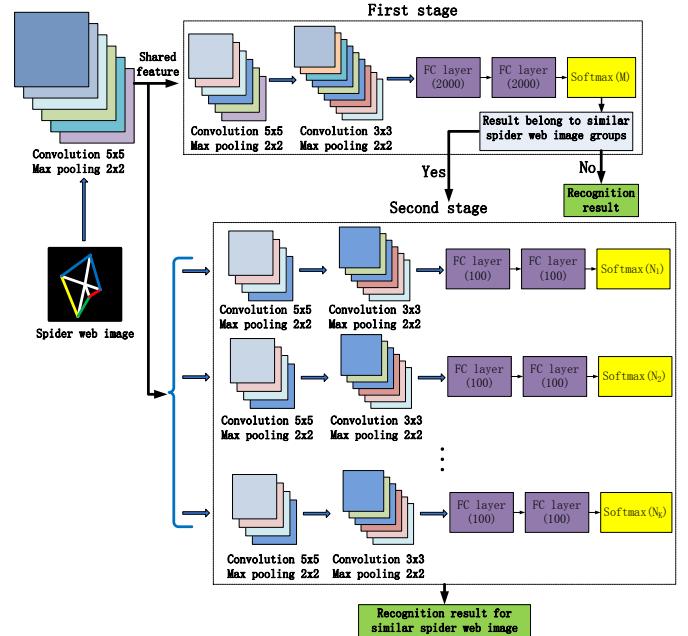 First stage
Shared
feature
Convolution 5x5
Max pooling 2x2
Convolution 5x5
Max pooling 2x2
Convolution 3x3
Max pooling 2x2
FC layer
(2000)
FC layer
(2000)
Softmax(M)
Result belong to similar
spider web image groups
Yes
No
Recognition
result
Spider web image
Second stage
Convolution 5x5
Max pooling 2x2
Convolution 3x3
Max pooling 2x2
FC layer
(100)
FC layer
(100)
Softmax(N₁)
Convolution 5x5
Max pooling 2x2
Convolution 3x3
Max pooling 2x2
FC layer
(100)
FC layer
(100)
Softmax(N₂)
Convolution 5x5
Max pooling 2x2
Convolution 3x3
Max pooling 2x2
FC layer
(100)
FC layer
(100)
Softmax(N_K)
Recognition result for
similar spider web image